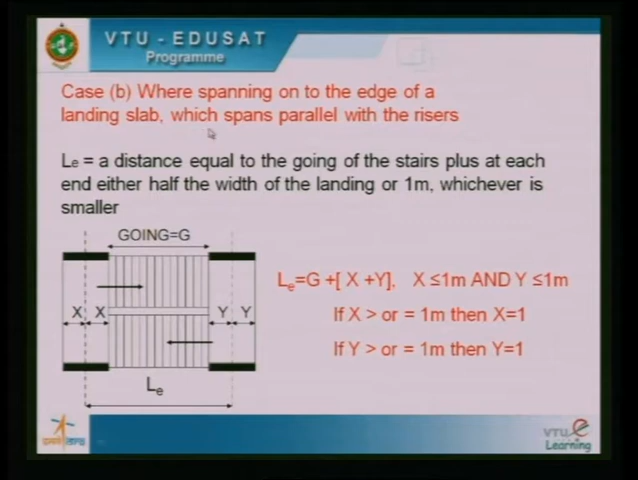 VTU - EDUSAT
Programme
Case (b) Where spanning on to the edge of a
landing slab, which spans parallel with the risers
Le = a distance equal to the going of the stairs plus at each
end either half the width of the landing or 1m, whichever is
smaller
GOING=G
Le=G +[ X +Y],   X ≤1m AND Y ≤1m
X X Y Y
If X > or = 1m then X=1
If Y > or = 1m then Y=1
Le
VTU e
Learning